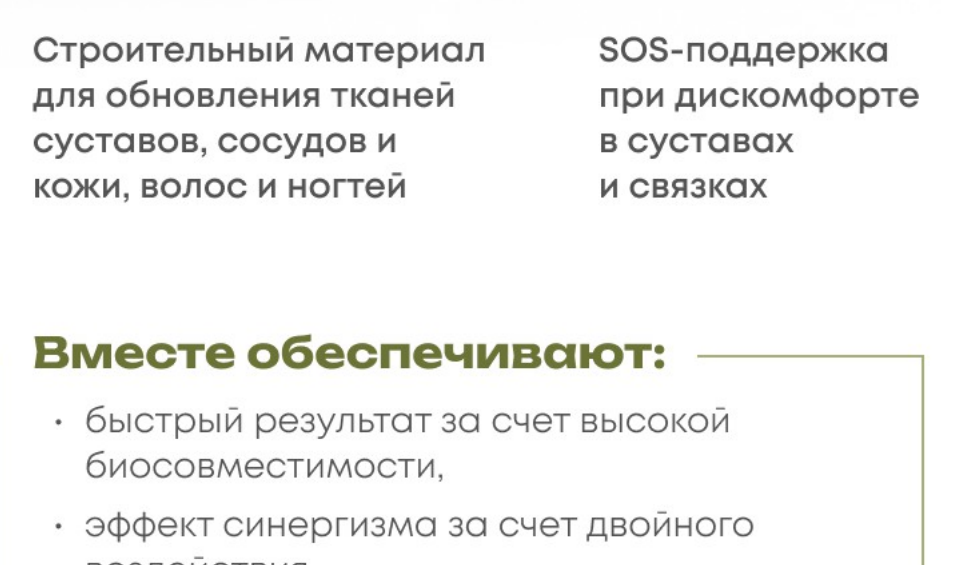 Строительный материал
для обновления тканей
суставов, сосудов и
кожи, волос и ногтей
SOS-поддержка
при дискомфорте
в суставах
и связках
Вместе обеспечивают:
• быстрый результат за счет высокой
биосовместимости,
• эффект синергизма за счет двойного